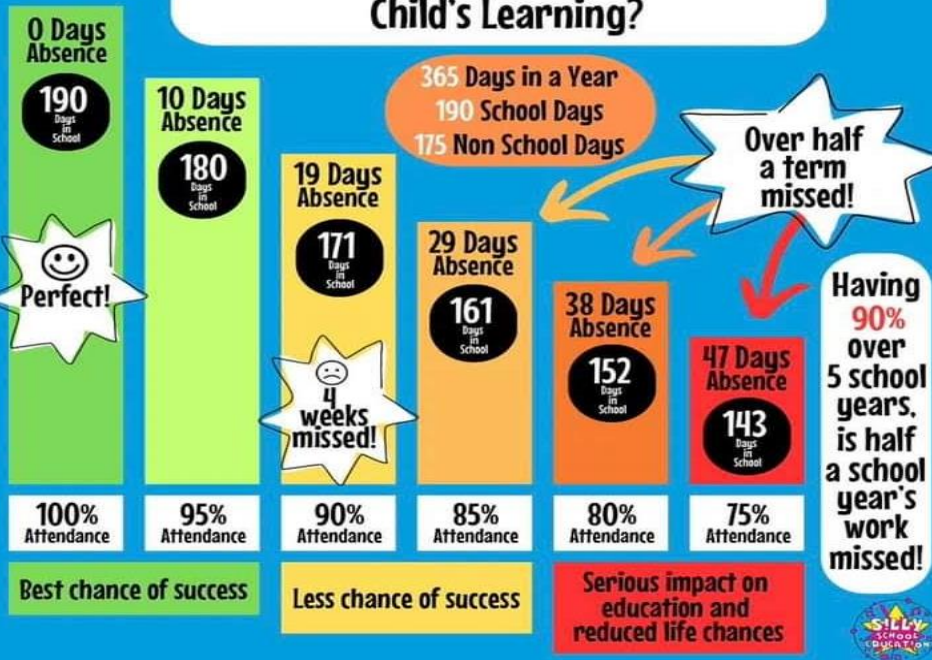 Child's Learning?
0 Days
Absence
190
Days
in
School
Perfect!
10 Days
Absence
180
Days
in
School
19 Days
Absence
171
Days
in
School
4
weeks
missed!
365 Days in a Year
190 School Days
175 Non School Days
29 Days
Absence
161
Days
in
School
38 Days
Absence
152
Days
in
School
Over half
a term
missed!
47 Days
Absence
143
Days
in
School
Having
90%
over
5 school
years,
is half
a school
year's
work
missed!
100%
Attendance
95%
Attendance
90%
Attendance
85%
Attendance
80%
Attendance
75%
Attendance
Best chance of success
Less chance of success
Serious impact on
education and
reduced life chances
SILLY
SCHOOL
EDUCATION